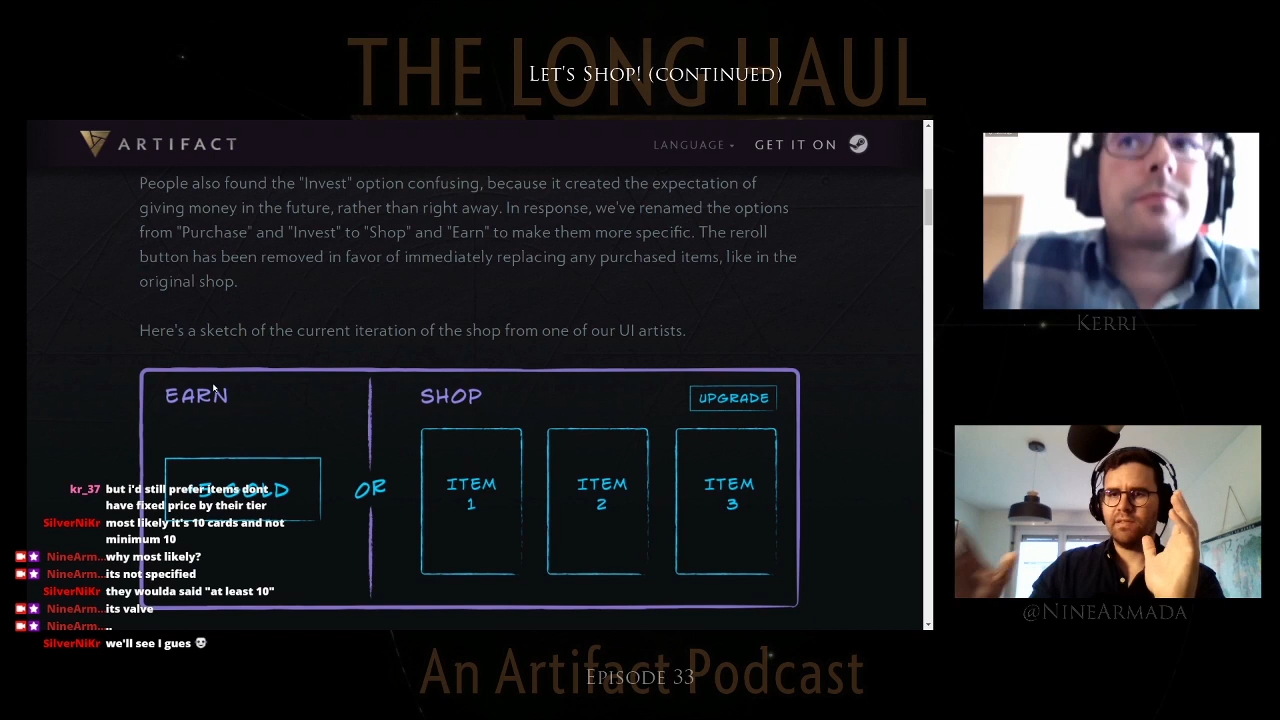 THE LONG HAUL
LET'S SHOP! (CONTINUED)
ARTIFACT
LANGUAGE
GET IT ON
People also found the "Invest" option confusing, because it created the expectation of
giving money in the future, rather than right away. In response, we've renamed the options
from "Purchase" and "Invest" to "Shop" and "Earn" to make them more specific. The reroll
button has been removed in favor of immediately replacing any purchased items, like in the
original shop.
Here's a sketch of the current iteration of the shop from one of our UI artists.
EARN
SHOP
UPGRADE
GOLD
OR
ITEM
1
ITEM
2
ITEM
3
kr_37 but i'd still prefer items dont
have fixed price by their tier
SilverNiKr most likely it's 10 cards and not
minimum 10
NineArm... why most likely?
NineArm... its not specified
SilverNiKr they woulda said "at least 10"
NineArm... its valve
NineArm... ..
SilverNiKr we'll see I gues
KERRI
@NINEARMADA
An Artifact Podcast
EPISODE 33